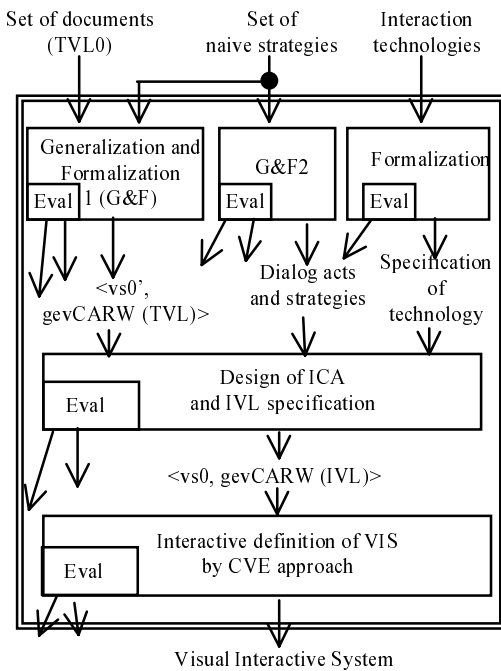 Set of documents
(TVL0)
Set of
naive strategies
Interaction
technologies
Generalization and
Formalization
1 (G&F)
Eval
G&F2
Eval
Formalization
Eval
<vs0’,
gevCARW (TVL)>
Dialog acts
and strategies
Specification
of
technology
Design of ICA
and IVL specification
Eval
<vs0, gevCARW (IVL)>
Interactive definition of VIS
by CVE approach
Eval
Visual Interactive System